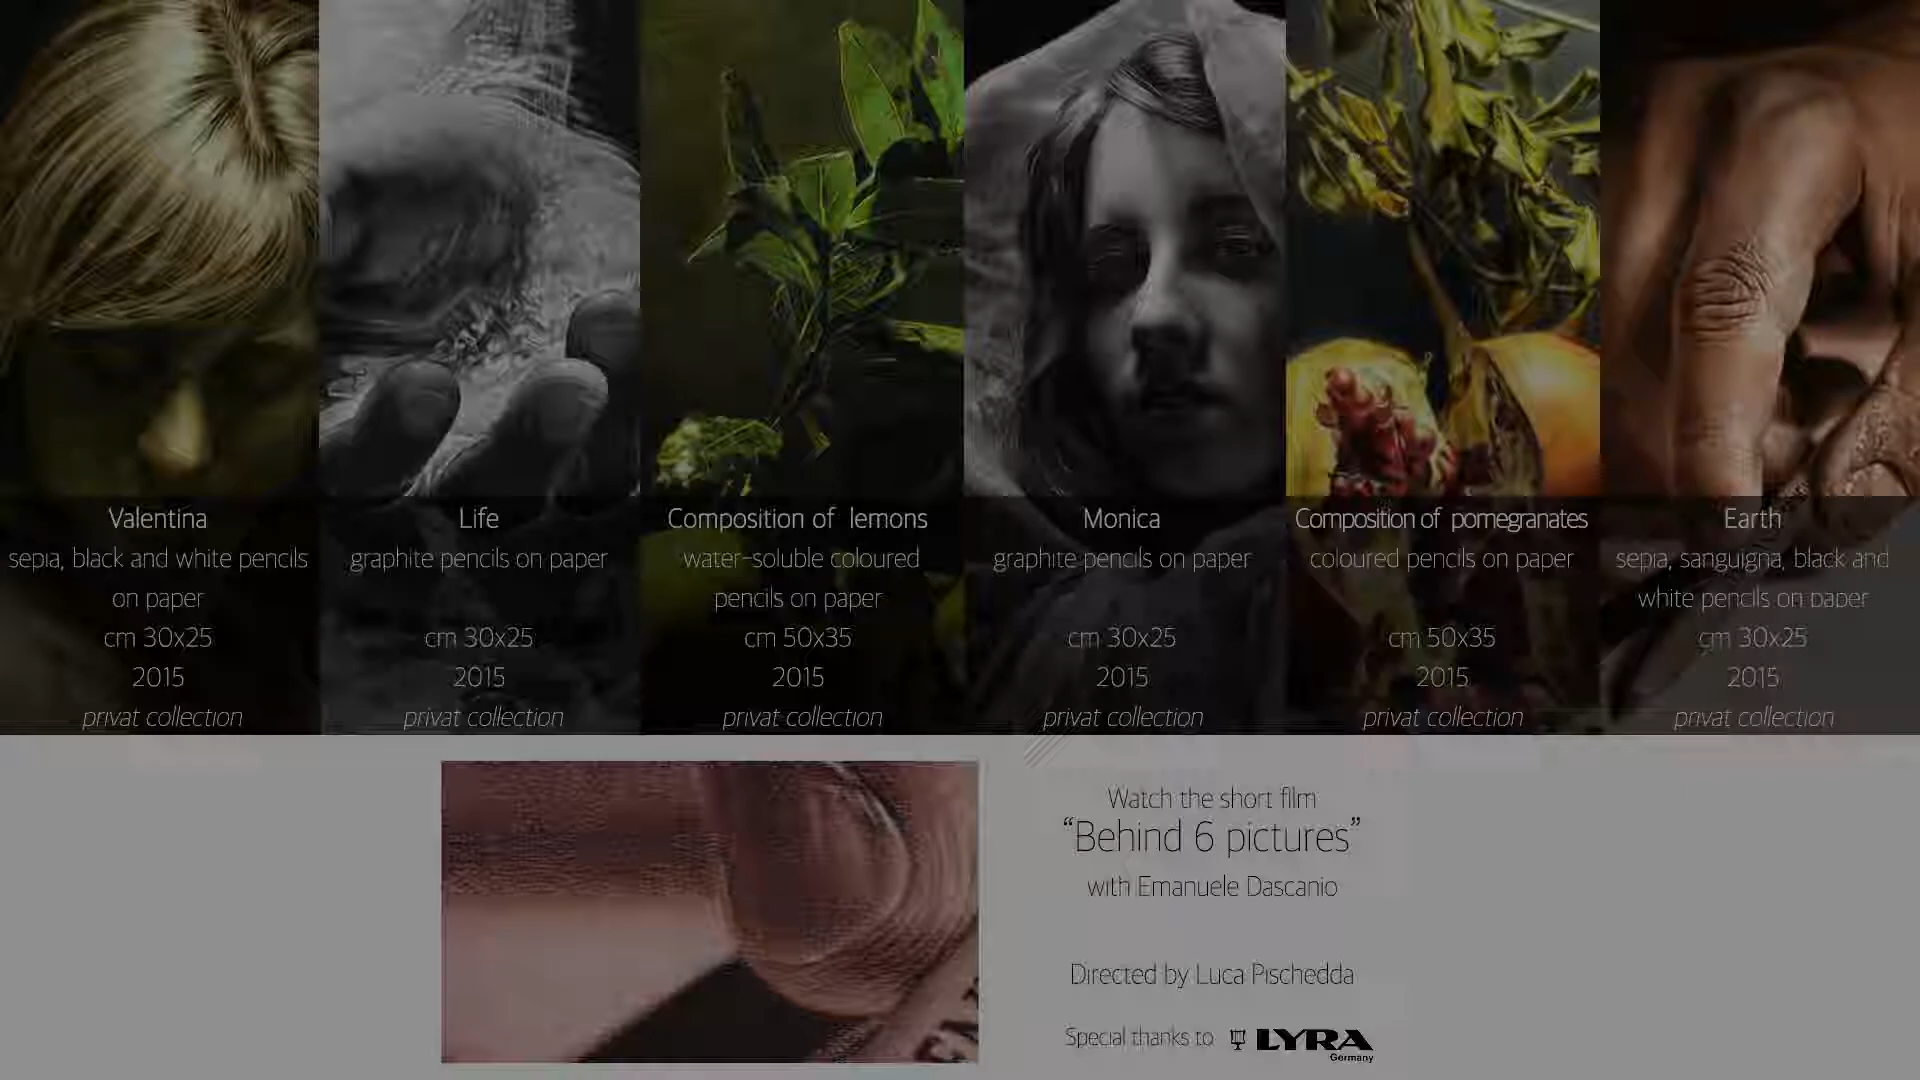 Valentina
sepia, black and white pencils
on paper
cm 30x25
2015
privat collection
Life
graphite pencils on paper
cm 30x25
2015
privat collection
Composition of lemons
water-soluble coloured
pencils on paper
cm 50x35
2015
privat collection
Monica
graphite pencils on paper
cm 30x25
2015
privat collection
Composition of pomegranates
coloured pencils on paper
cm 50x35
2015
privat collection
Earth
sepia, sanguigna, black and
white pencils on paper
cm 30x25
2015
privat collection
Watch the short film
“Behind 6 pictures”
with Emanuele Dascanio
Directed by Luca Pischedda
Special thanks to LYRA
Germany